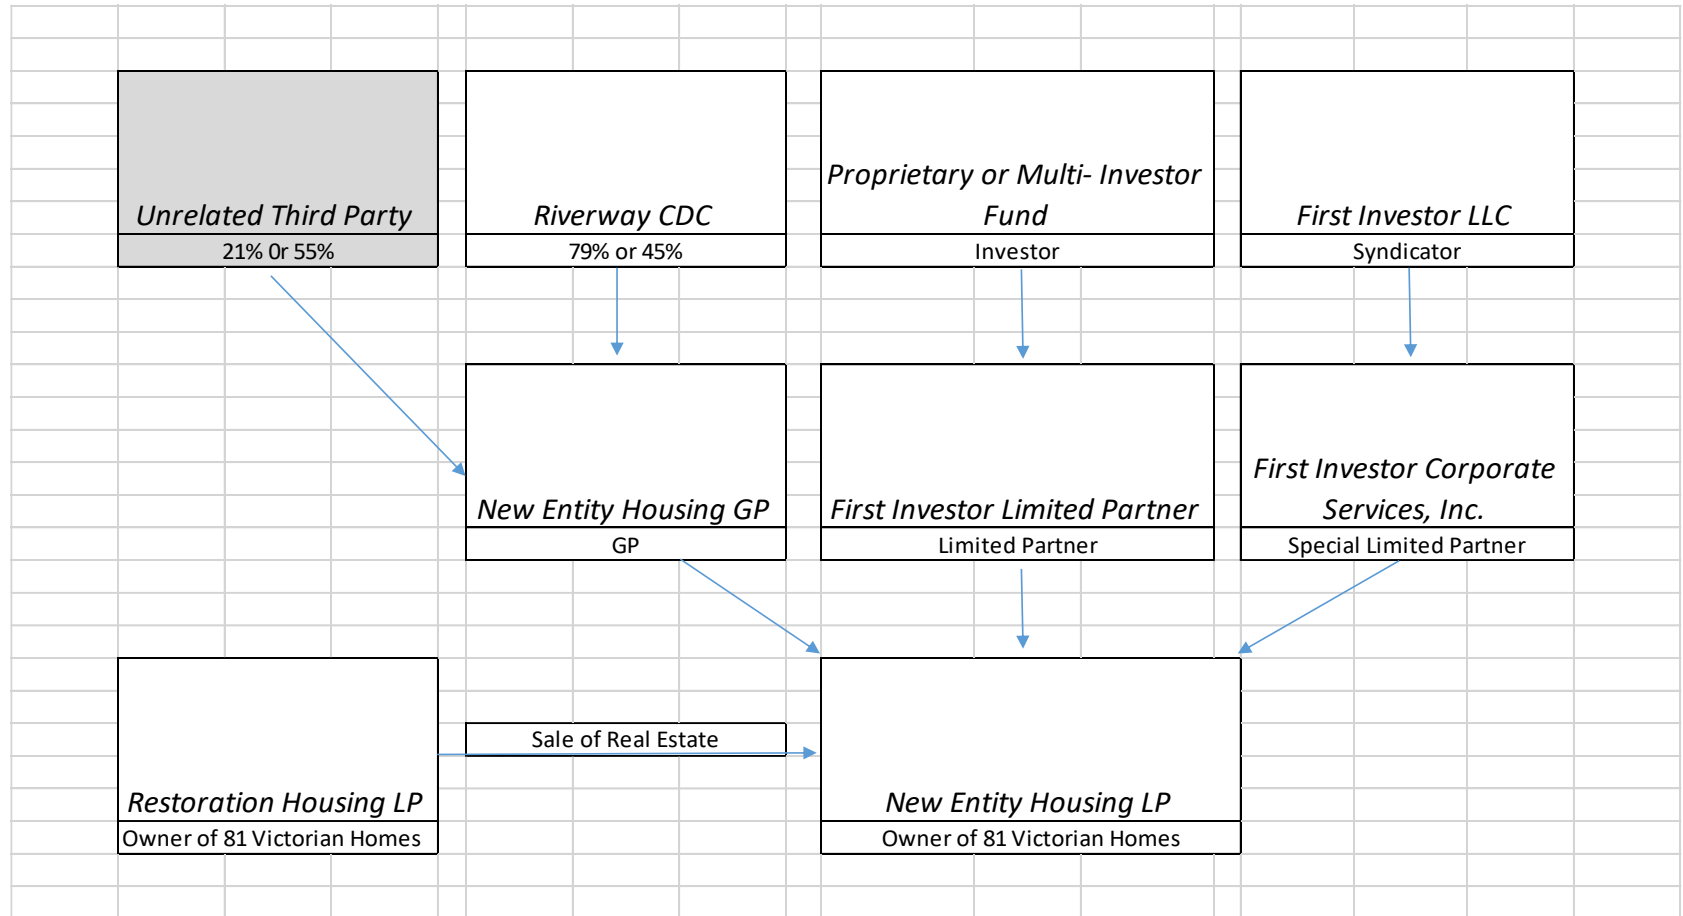 Unrelated Third Party
21% 0r 55%
Riverway CDC
79% or 45%
Proprietary or Multi- Investor
Fund
Investor
First Investor LLC
Syndicator
New Entity Housing GP
GP
First Investor Limited Partner
Limited Partner
First Investor Corporate
Services, Inc.
Special Limited Partner
Restoration Housing LP
Owner of 81 Victorian Homes
Sale of Real Estate
New Entity Housing LP
Owner of 81 Victorian Homes